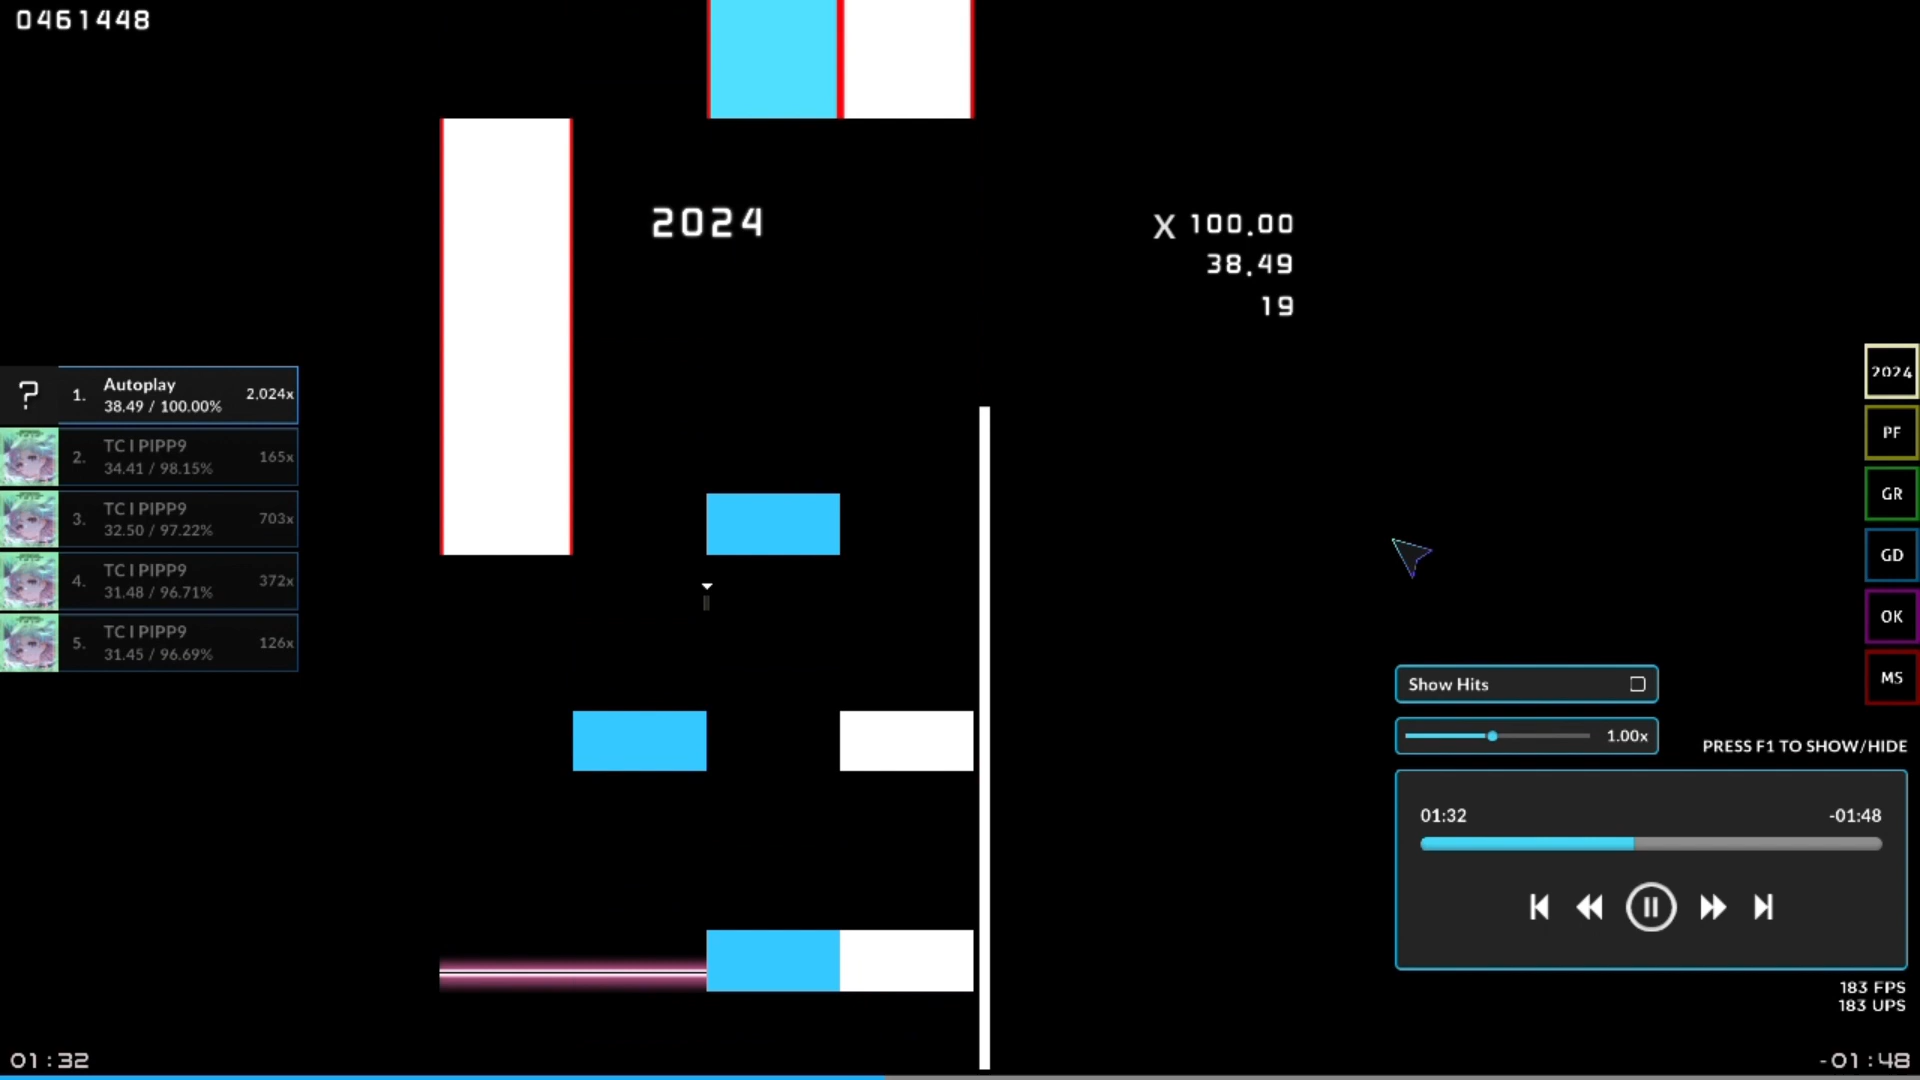 0461448
2024
X 100.00
38.49
19
?
1.
Autoplay
38.49 / 100.00%
2,024x
2.
TC I PIPP9
34.41 / 98.15%
165x
3.
TC I PIPP9
32.50 / 97.22%
703x
4.
TC I PIPP9
31.48 / 96.71%
372x
5.
TC I PIPP9
31.45 / 96.69%
126x
2024
PF
GR
GD
OK
MS
Show Hits
1.00x
PRESS F1 TO SHOW/HIDE
01:32
-01:48
183 FPS
183 UPS
01:32
-01:48